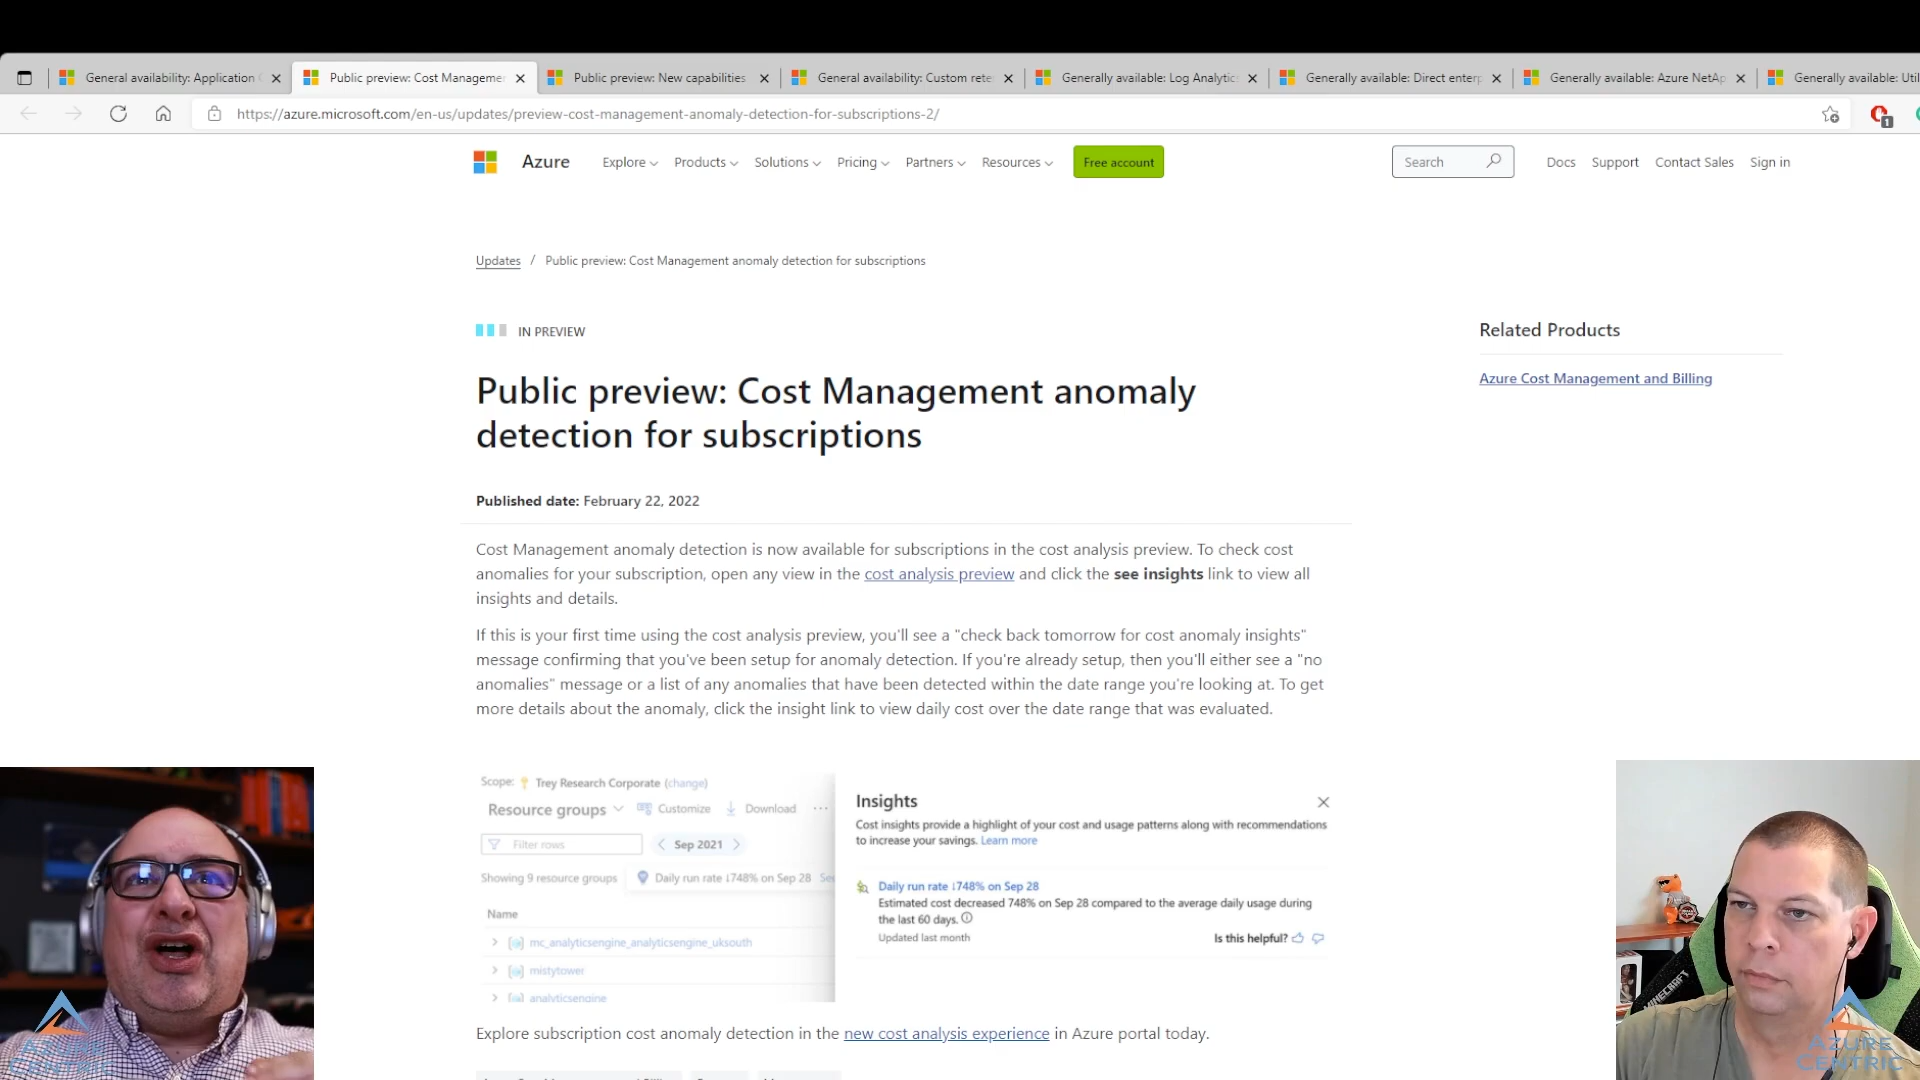 General availability: Application
Public preview: Cost Managemer
Public preview: New capabilities
General availability: Custom rete
Generally available: Log Analytic
Generally available: Direct enterp
Generally available: Azure NetAp
Generally available: Util
https://azure.microsoft.com/en-us/updates/preview-cost-management-anomaly-detection-for-subscriptions-2/
1
Azure
Explore
Products
Solutions
Pricing
Partners
Resources
Free account
Search
Docs
Support
Contact Sales
Sign in
Updates / Public preview: Cost Management anomaly detection for subscriptions
IN PREVIEW
Related Products
Azure Cost Management and Billing
Public preview: Cost Management anomaly
detection for subscriptions
Published date: February 22, 2022
Cost Management anomaly detection is now available for subscriptions in the cost analysis preview. To check cost
anomalies for your subscription, open any view in the cost analysis preview and click the see insights link to view all
insights and details.
If this is your first time using the cost analysis preview, you'll see a "check back tomorrow for cost anomaly insights"
message confirming that you've been setup for anomaly detection. If you're already setup, then you'll either see a "no
anomalies" message or a list of any anomalies that have been detected within the date range you're looking at. To get
more details about the anomaly, click the insight link to view daily cost over the date range that was evaluated.
Scope: Trey Research Corporate (change)
Resource groups
Customize
Download
...
Filter rows
Sep 2021
Showing 9 resource groups
Daily run rate ↓748% on Sep 28 See
Name
mc_analyticsengine_analyticsengine_uksouth
mistytower
analyticsengine
Insights
Cost insights provide a highlight of your cost and usage patterns along with recommendations
to increase your savings. Learn more
Daily run rate ↓748% on Sep 28
Estimated cost decreased 748% on Sep 28 compared to the average daily usage during
the last 60 days.
Updated last month
Is this helpful?
Explore subscription cost anomaly detection in the new cost analysis experience in Azure portal today.
MINECRAFT
AZURE
CENTRIC
AZURE
CENTRIC